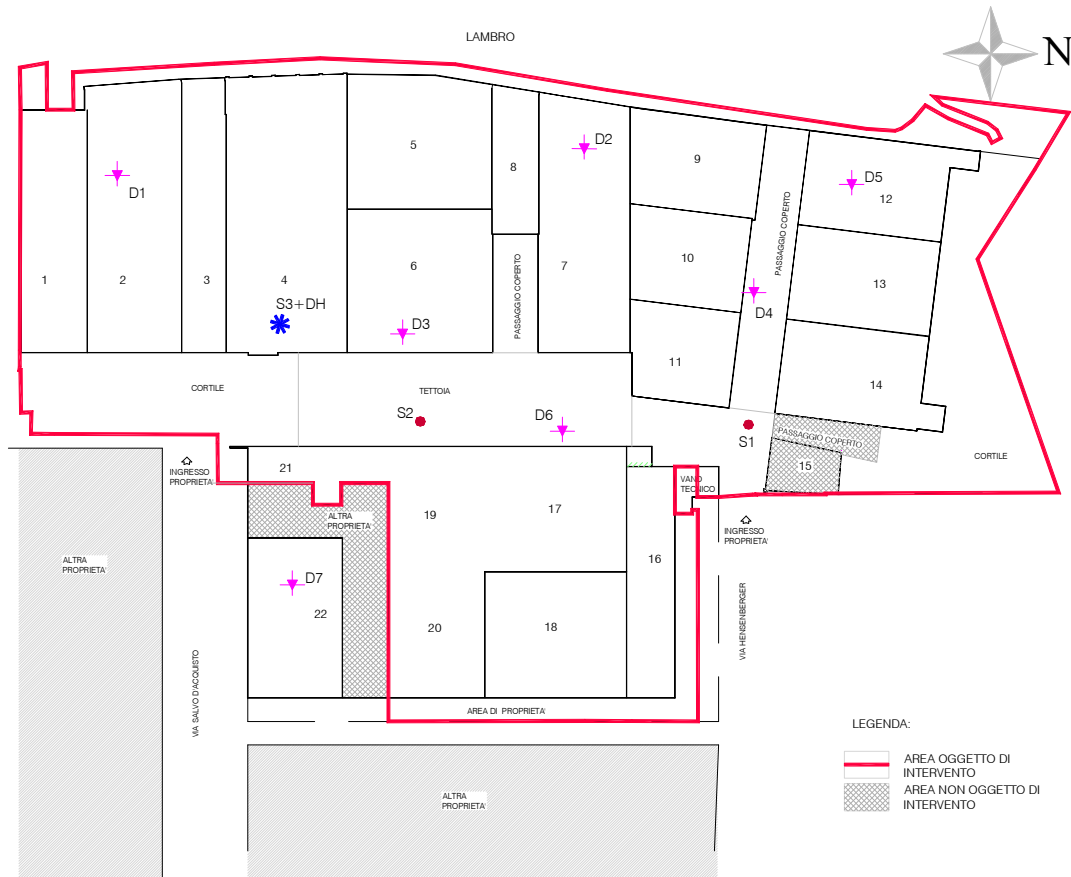 LAMBRO
N
5
8
D2
9
D1
D5
12
PASSAGGIO COPERTO
1
2
3
4
6
7
10
13
S3+DH
D3
PASSAGGIO COPERTO
D4
11
14
CORTILE
TETTOIA
S2
D6
S1
PASSAGGIO COPERTO
15
CORTILE
INGRESSO
PROPRIETA'
21
VANO
TECNICO
19
17
ALTRA
PROPRIETA'
INGRESSO
PROPRIETA'
ALTRA
PROPRIETA'
16
D7
22
20
18
VIA HENSENBERGER
VIA SALVO D'ACQUISTO
AREA DI PROPRIETA'
LEGENDA:
AREA OGGETTO DI
INTERVENTO
AREA NON OGGETTO DI
INTERVENTO
ALTRA
PROPRIETA'